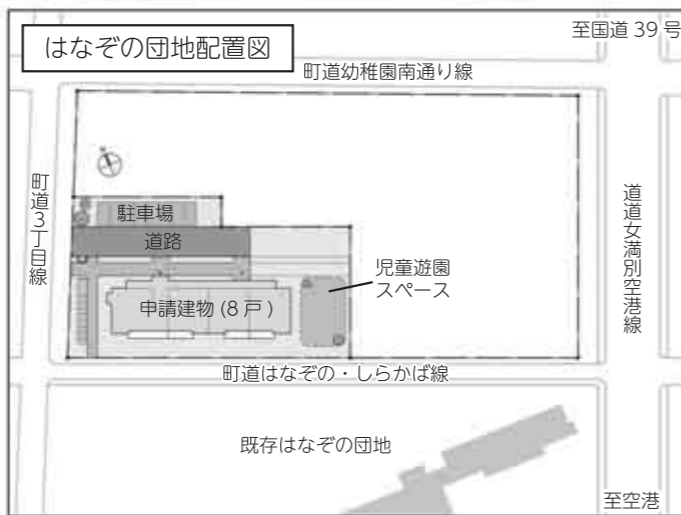 はなぞの団地配置図
至国道 39 号
町道幼稚園南通り線
町道3丁目線
駐車場
道路
児童遊園
スペース
申請建物 (8 戸 )
道道女満別空港線
町道はなぞの・しらかば線
既存はなぞの団地
至空港